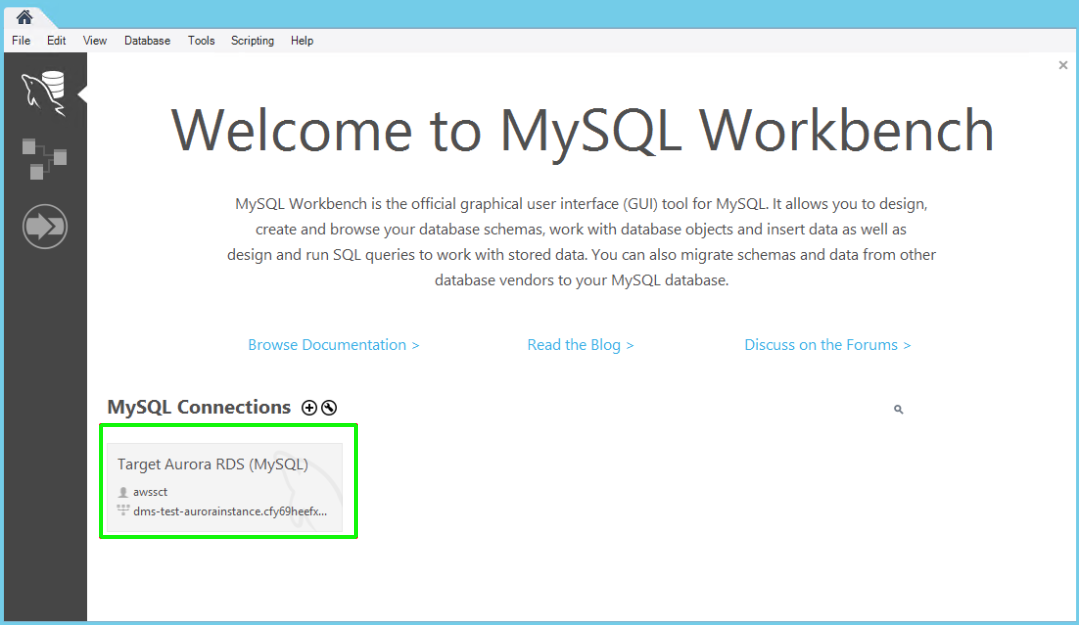 File Edit View Database Tools Scripting Help
Welcome to MySQL Workbench
MySQL Workbench is the official graphical user interface (GUI) tool for MySQL. It allows you to design,
create and browse your database schemas, work with database objects and insert data as well as
design and run SQL queries to work with stored data. You can also migrate schemas and data from other
database vendors to your MySQL database.
Browse Documentation > Read the Blog > Discuss on the Forums >
MySQL Connections
Target Aurora RDS (MySQL)
awssct
dms-test-aurorainstance.cfy69heefx...